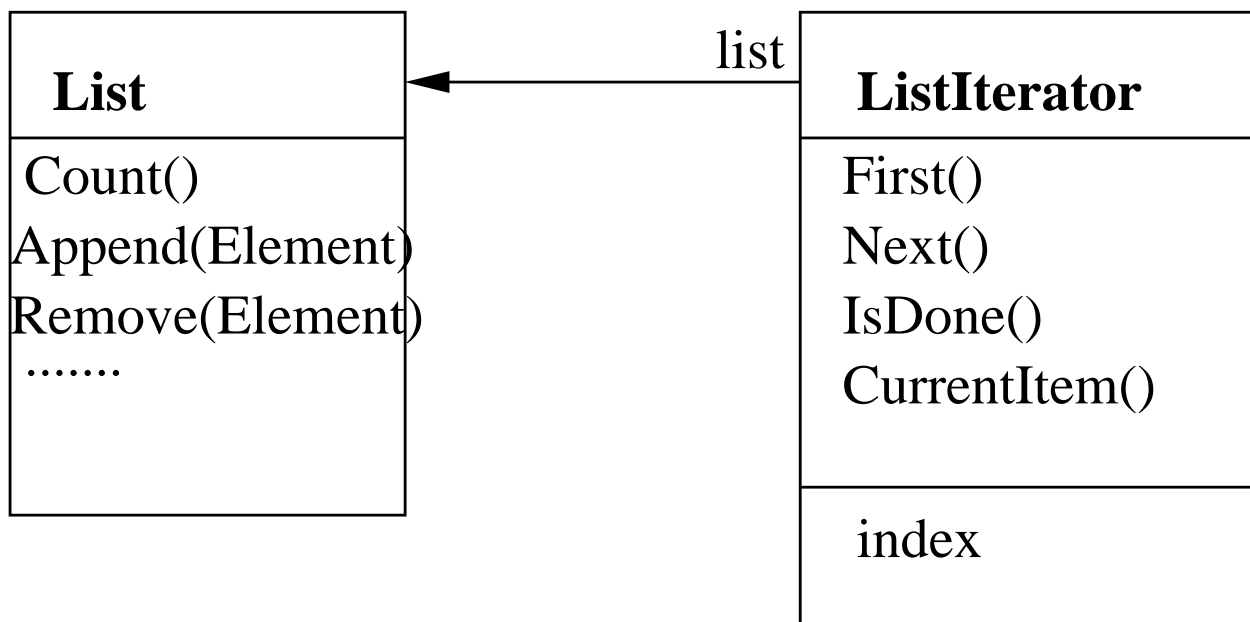 list
List
Count()
Append(Element)
Remove(Element)
.......
ListIterator
First()
Next()
IsDone()
CurrentItem()
index